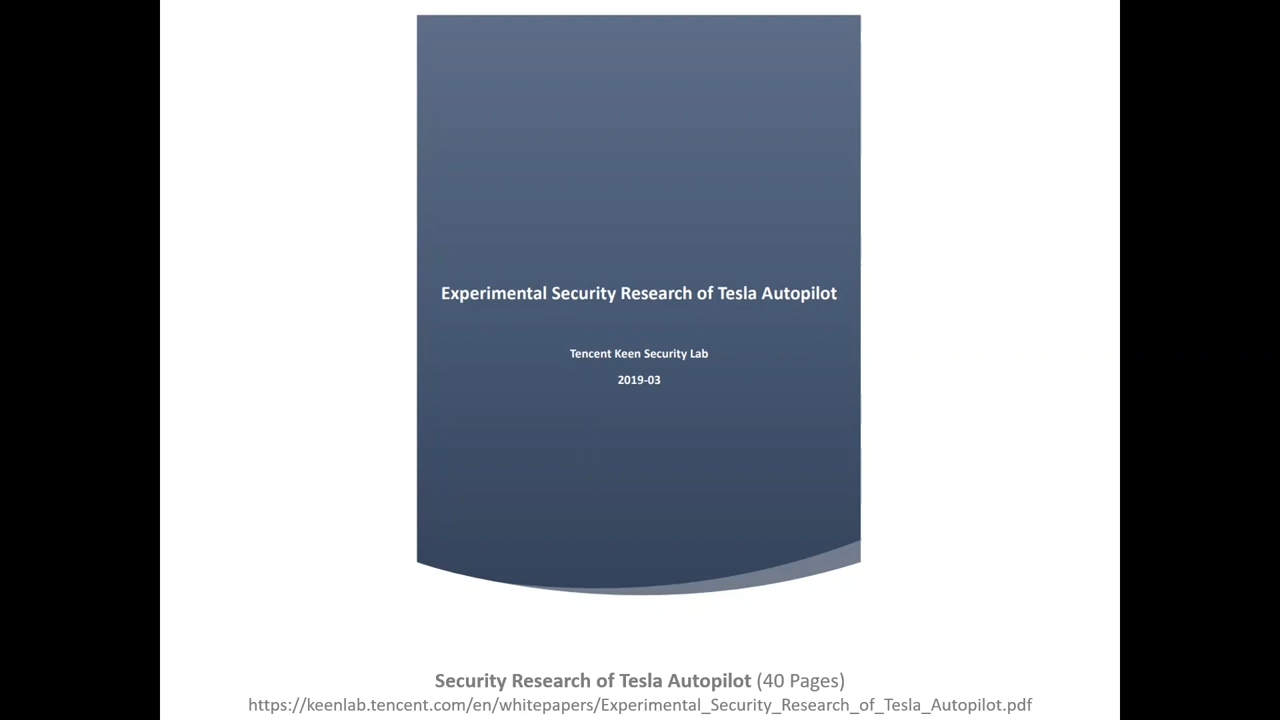 Experimental Security Research of Tesla Autopilot
Tencent Keen Security Lab
2019-03
Security Research of Tesla Autopilot (40 Pages)
https://keenlab.tencent.com/en/whitepapers/Experimental_Security_Research_of_Tesla_Autopilot.pdf